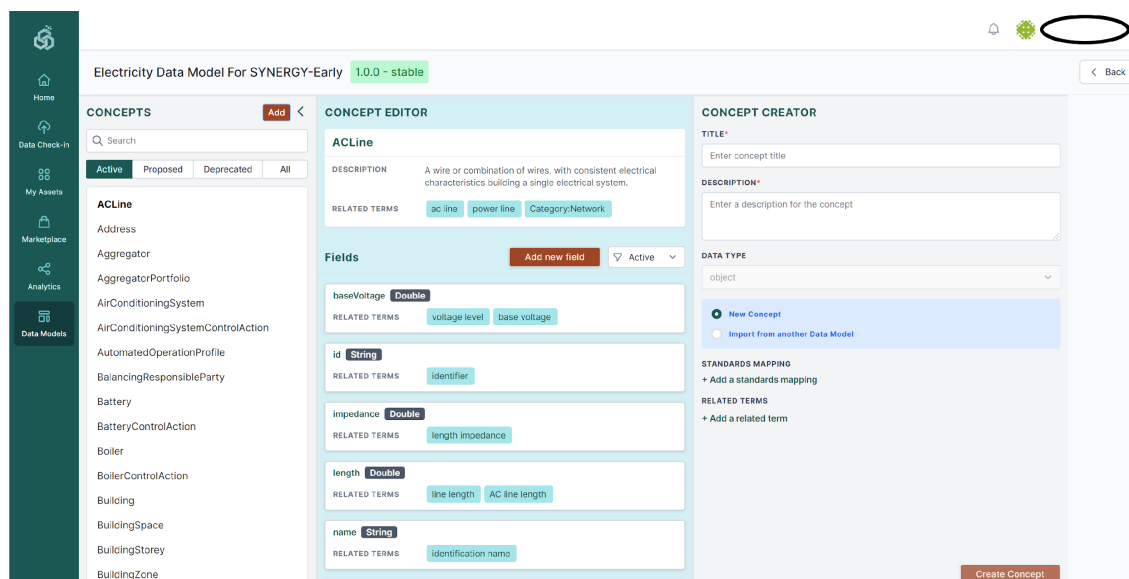 Electricity Data Model For SYNERGY-Early 1.0.0 - stable
Back
Home
Data Check-in
My Assets
Marketplace
Analytics
Data Models
CONCEPTS
Add
Search
Active Proposed Deprecated All
ACLine
Address
Aggregator
AggregatorPortfolio
AirConditioningSystem
AirConditioningSystemControlAction
AutomatedOperationProfile
BalancingResponsibleParty
Battery
BatteryControlAction
Boiler
BoilerControlAction
Building
BuildingSpace
BuildingStorey
BuildingZone
CONCEPT EDITOR
ACLine
DESCRIPTION
A wire or combination of wires, with consistent electrical
characteristics building a single electrical system.
RELATED TERMS ac line power line Category:Network
Fields Add new field Active
baseVoltage Double
RELATED TERMS voltage level base voltage
id String
RELATED TERMS identifier
impedance Double
RELATED TERMS length impedance
length Double
RELATED TERMS line length AC line length
name String
RELATED TERMS identification name
CONCEPT CREATOR
TITLE*
Enter concept title
DESCRIPTION*
Enter a description for the concept
DATA TYPE
object
New Concept
Import from another Data Model
STANDARDS MAPPING
+ Add a standards mapping
RELATED TERMS
+ Add a related term
Create Concept